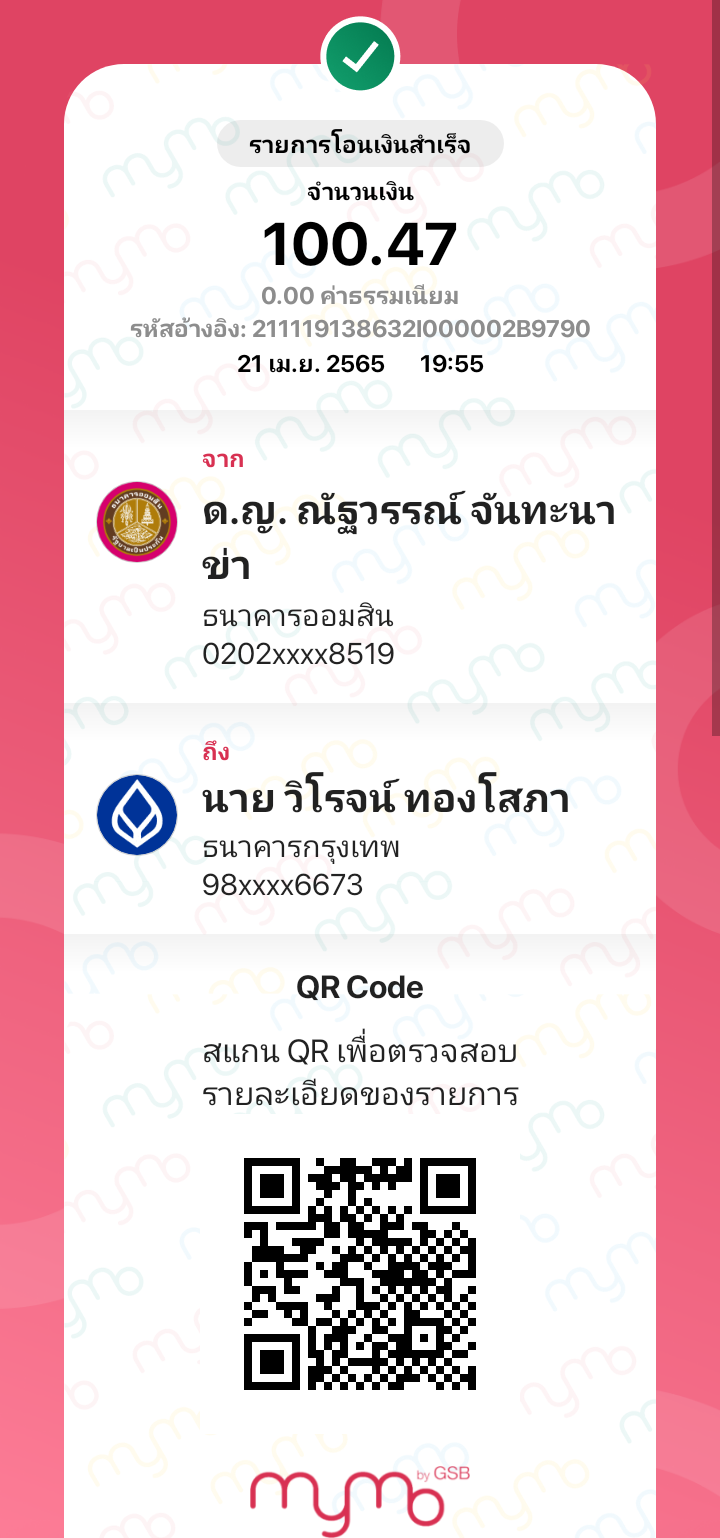 รายการโอนเงินสำเร็จ
จำนวนเงิน
100.47
0.00 ค่าธรรมเนียม
รหัสอ้างอิง: 211119138632I000002B9790
21 เม.ย. 2565 19:55
จาก
ด.ญ. ณัฐวรรณ์ จันทะนา
ข่า
ธนาคารออมสิน
0202xxxx8519
ถึง
นาย วิโรจน์ ทองโสภา
ธนาคารกรุงเทพ
98xxxx6673
QR Code
สแกน QR เพื่อตรวจสอบ
รายละเอียดของรายการ
mymo by GSB